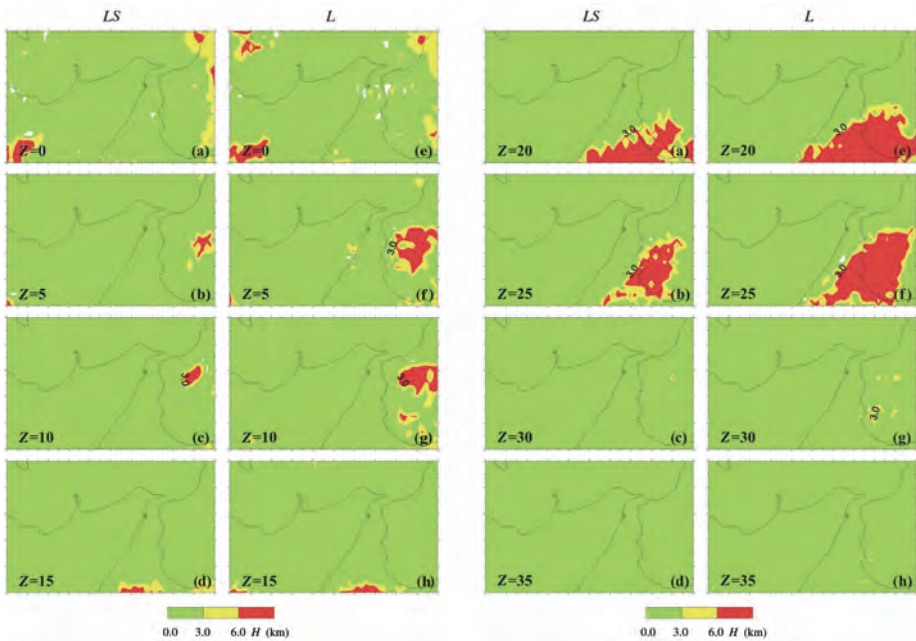 LS L LS L
(a) (e) (a) (e)
Z=0 Z=0 3.0 3.0 Z=20 Z=20
(b) (f) (b) (f)
Z=5 3.0 Z=5 3.0 Z=25 3.0 Z=25
(c) (g) (c) (g)
3.0 Z=10 3.0 Z=10 Z=30 3.0 Z=30
(d) (h) (d) (h)
Z=15 Z=15 Z=35 Z=35
0.0 3.0 6.0 H (km) 0.0 3.0 6.0 H (km)